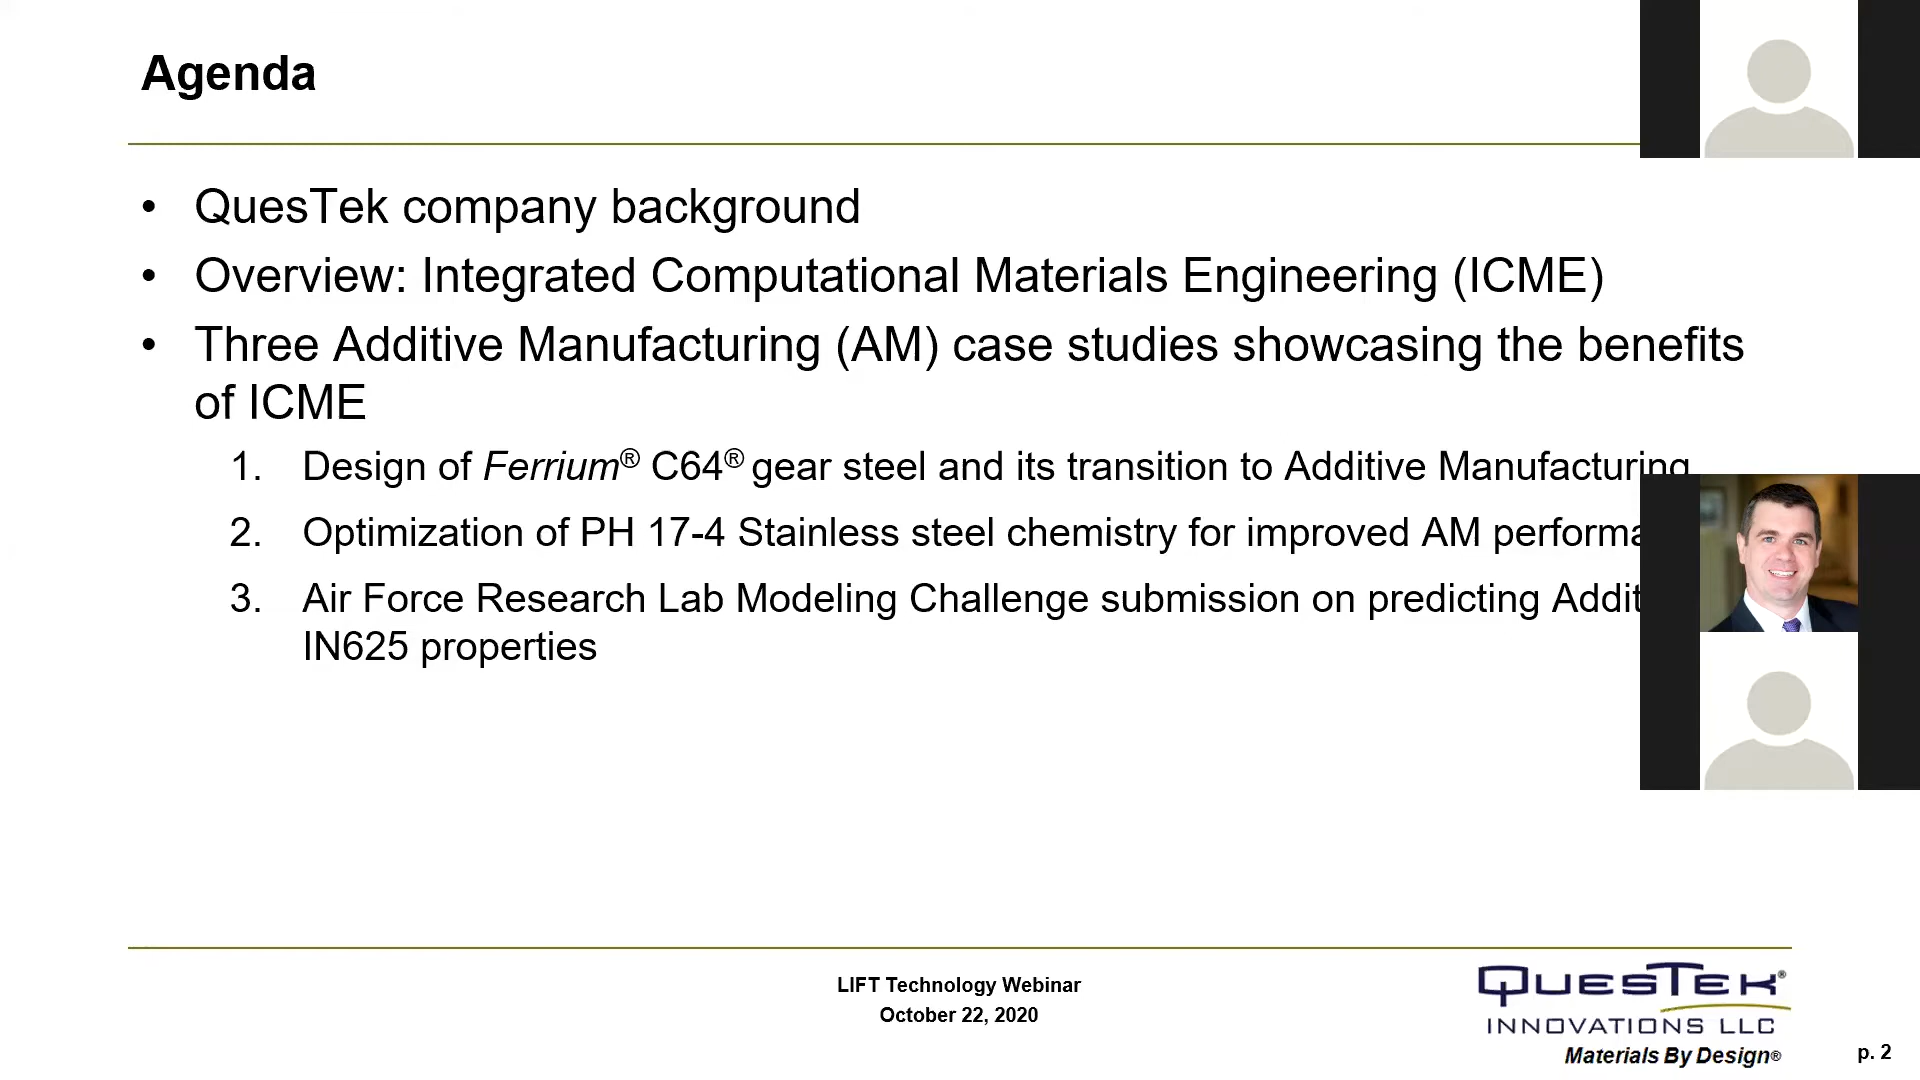 Agenda
• QuesTek company background
• Overview: Integrated Computational Materials Engineering (ICME)
• Three Additive Manufacturing (AM) case studies showcasing the benefits
of ICME
1. Design of Ferrium® C64® gear steel and its transition to Additive Manufacturing
2. Optimization of PH 17-4 Stainless steel chemistry for improved AM
3. Air Force Research Lab Modeling Challenge submission on predicting
IN625 properties
LIFT Technology Webinar
October 22, 2020
QUESTEK®
INNOVATIONS LLC
Materials By Design®
p. 2